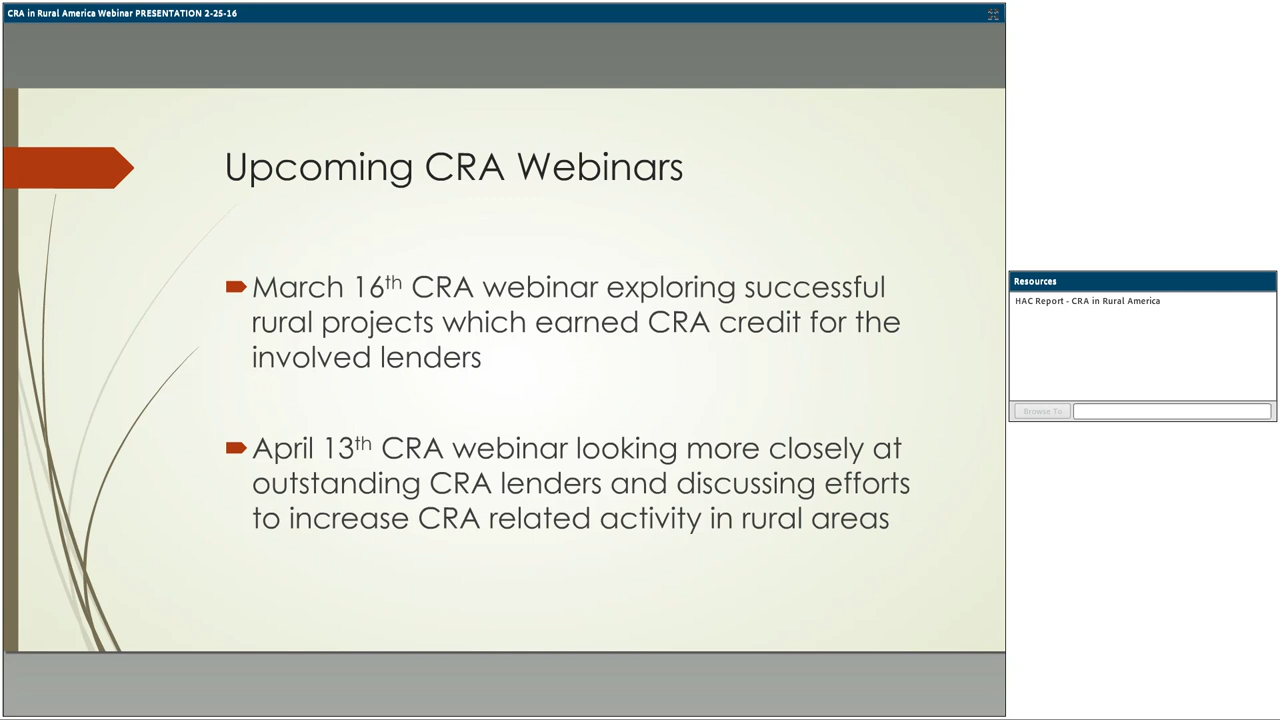 CRA in Rural America Webinar PRESENTATION 2-25-16
Upcoming CRA Webinars
March 16th CRA webinar exploring successful
rural projects which earned CRA credit for the
involved lenders
April 13th CRA webinar looking more closely at
outstanding CRA lenders and discussing efforts
to increase CRA related activity in rural areas
Resources
HAC Report - CRA in Rural America
Browse To